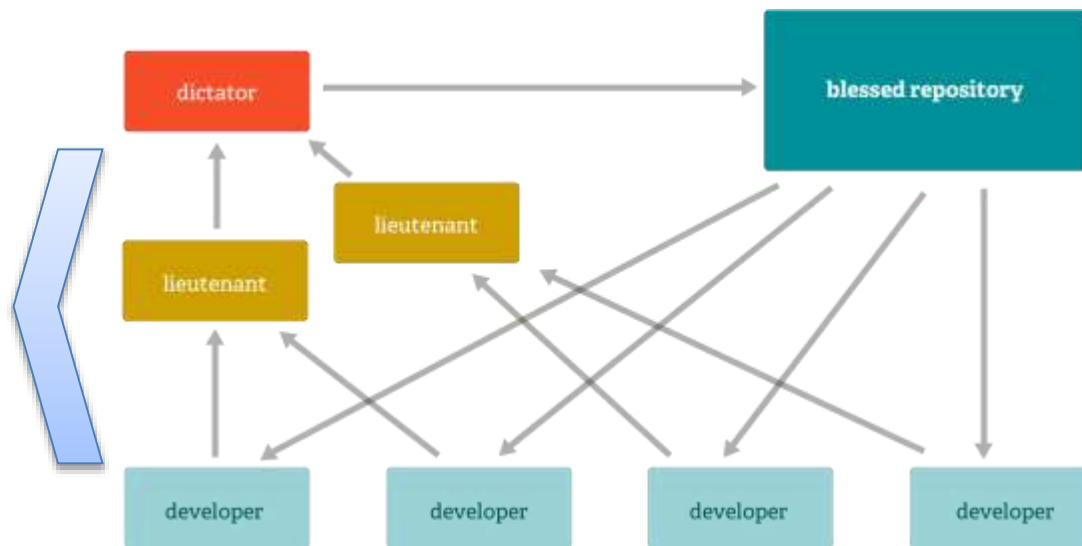 dictator
blessed repository
lieutenant
lieutenant
developer
developer
developer
developer